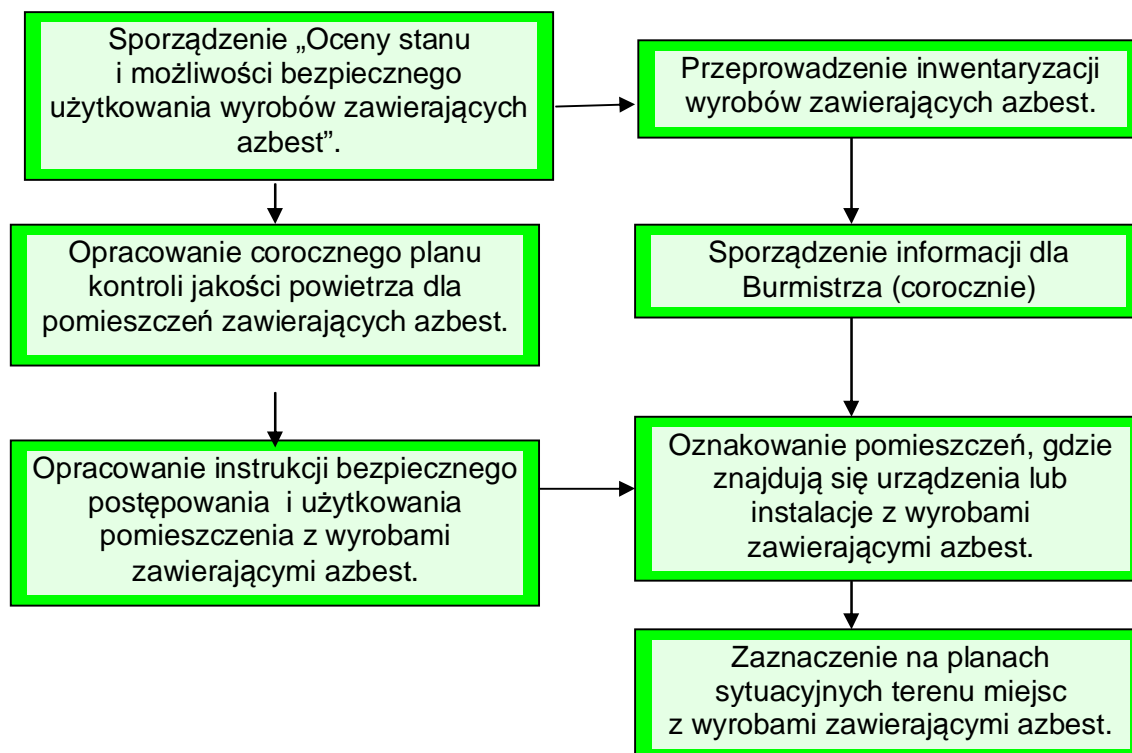 Sporządzenie „Oceny stanu
i możliwości bezpiecznego
użytkowania wyrobów zawierających
azbest”.
Przeprowadzenie inwentaryzacji
wyrobów zawierających azbest.
Opracowanie corocznego planu
kontroli jakości powietrza dla
pomieszczeń zawierających azbest.
Sporządzenie informacji dla
Burmistrza (corocznie)
Opracowanie instrukcji bezpiecznego
postępowania i użytkowania
pomieszczenia z wyrobami
zawierającymi azbest.
Oznakowanie pomieszczeń, gdzie
znajdują się urządzenia lub
instalacje z wyrobami
zawierającymi azbest.
Zaznaczenie na planach
sytuacyjnych terenu miejsc
z wyrobami zawierającymi azbest.